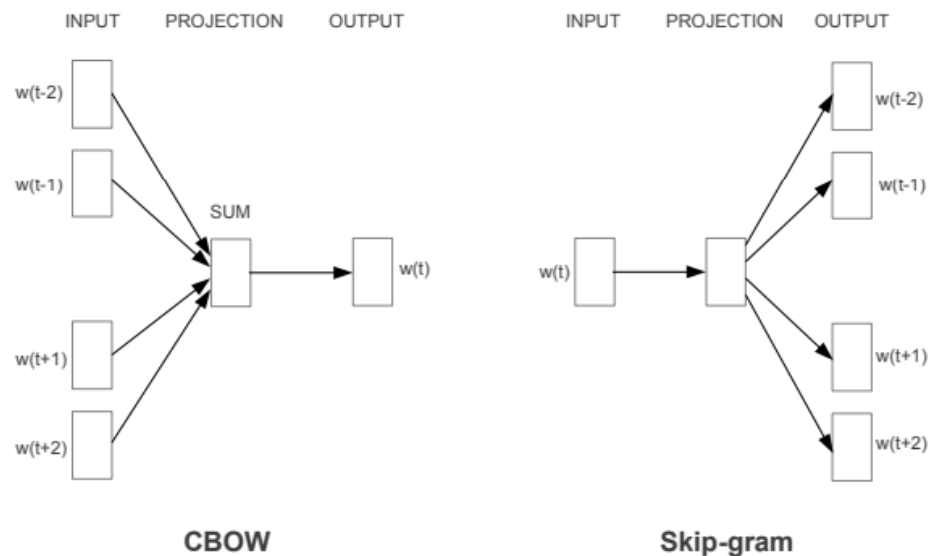 INPUT PROJECTION OUTPUT
w(t-2)
w(t-1)
SUM
w(t)
w(t+1)
w(t+2)
CBOW
INPUT PROJECTION OUTPUT
w(t-2)
w(t-1)
w(t)
w(t+1)
w(t+2)
Skip-gram